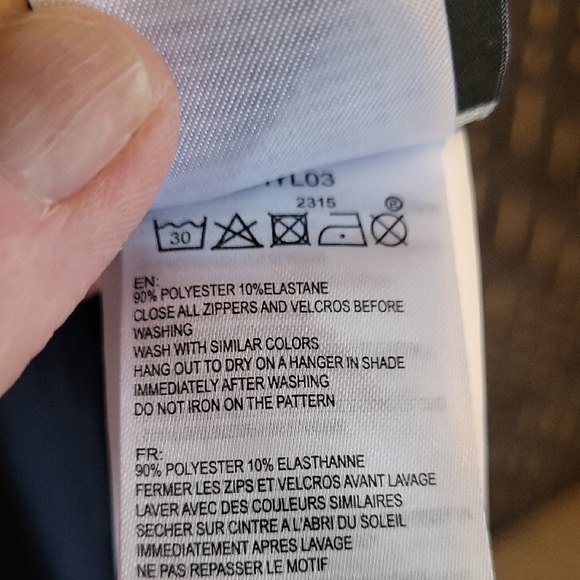 YL03
2315
®
30
EN:
90% POLYESTER 10%ELASTANE
CLOSE ALL ZIPPERS AND VELCROS BEFORE
WASHING
WASH WITH SIMILAR COLORS
HANG OUT TO DRY ON A HANGER IN SHADE
IMMEDIATELY AFTER WASHING
DO NOT IRON ON THE PATTERN
FR:
90% POLYESTER 10% ELASTHANNE
FERMER LES ZIPS ET VELCROS AVANT LAVAGE
LAVER AVEC DES COULEURS SIMILAIRES
SECHER SUR CINTRE A L'ABRI DU SOLEIL
IMMEDIATEMENT APRES LAVAGE
NE PAS REPASSER LE MOTIF